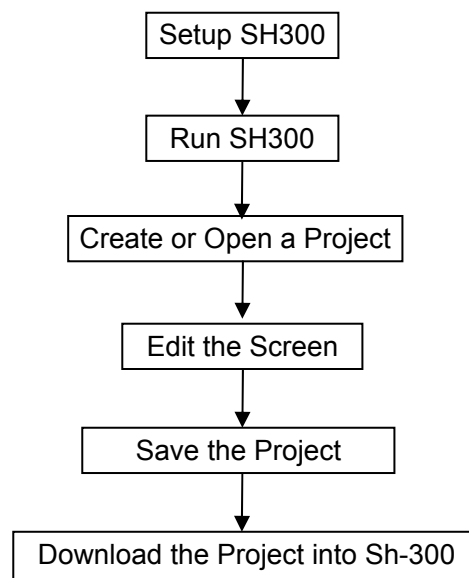 Setup SH300
Run SH300
Create or Open a Project
Edit the Screen
Save the Project
Download the Project into Sh-300